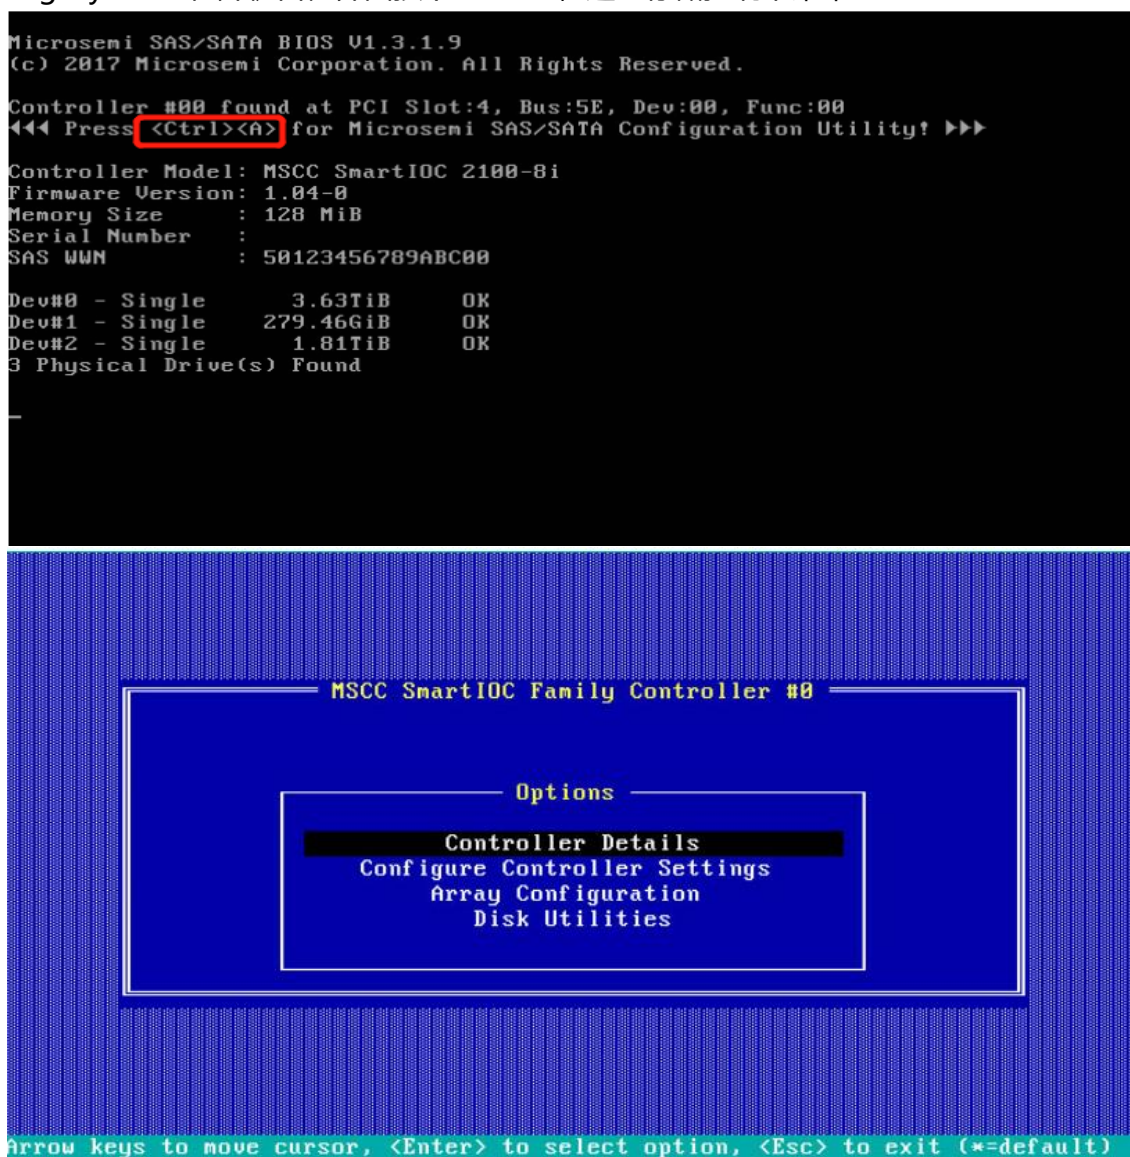 Microsemi SAS/SATA BIOS V1.3.1.9
(c) 2017 Microsemi Corporation. All Rights Reserved.
Controller #00 found at PCI Slot:4, Bus:5E, Dev:00, Func:00
◄◄◄ Press <Ctrl><A> for Microsemi SAS/SATA Configuration Utility! ►►►
Controller Model: MSCC SmartIOC 2100-8i
Firmware Version: 1.04-0
Memory Size : 128 MiB
Serial Number :
SAS WWN : 50123456789ABC00
Dev#0 - Single 3.63TiB OK
Dev#1 - Single 279.46GiB OK
Dev#2 - Single 1.81TiB OK
3 Physical Drive(s) Found
MSCC SmartIOC Family Controller #0
Options
Controller Details
Configure Controller Settings
Array Configuration
Disk Utilities
Arrow keys to move cursor, <Enter> to select option, <Esc> to exit (*=default)